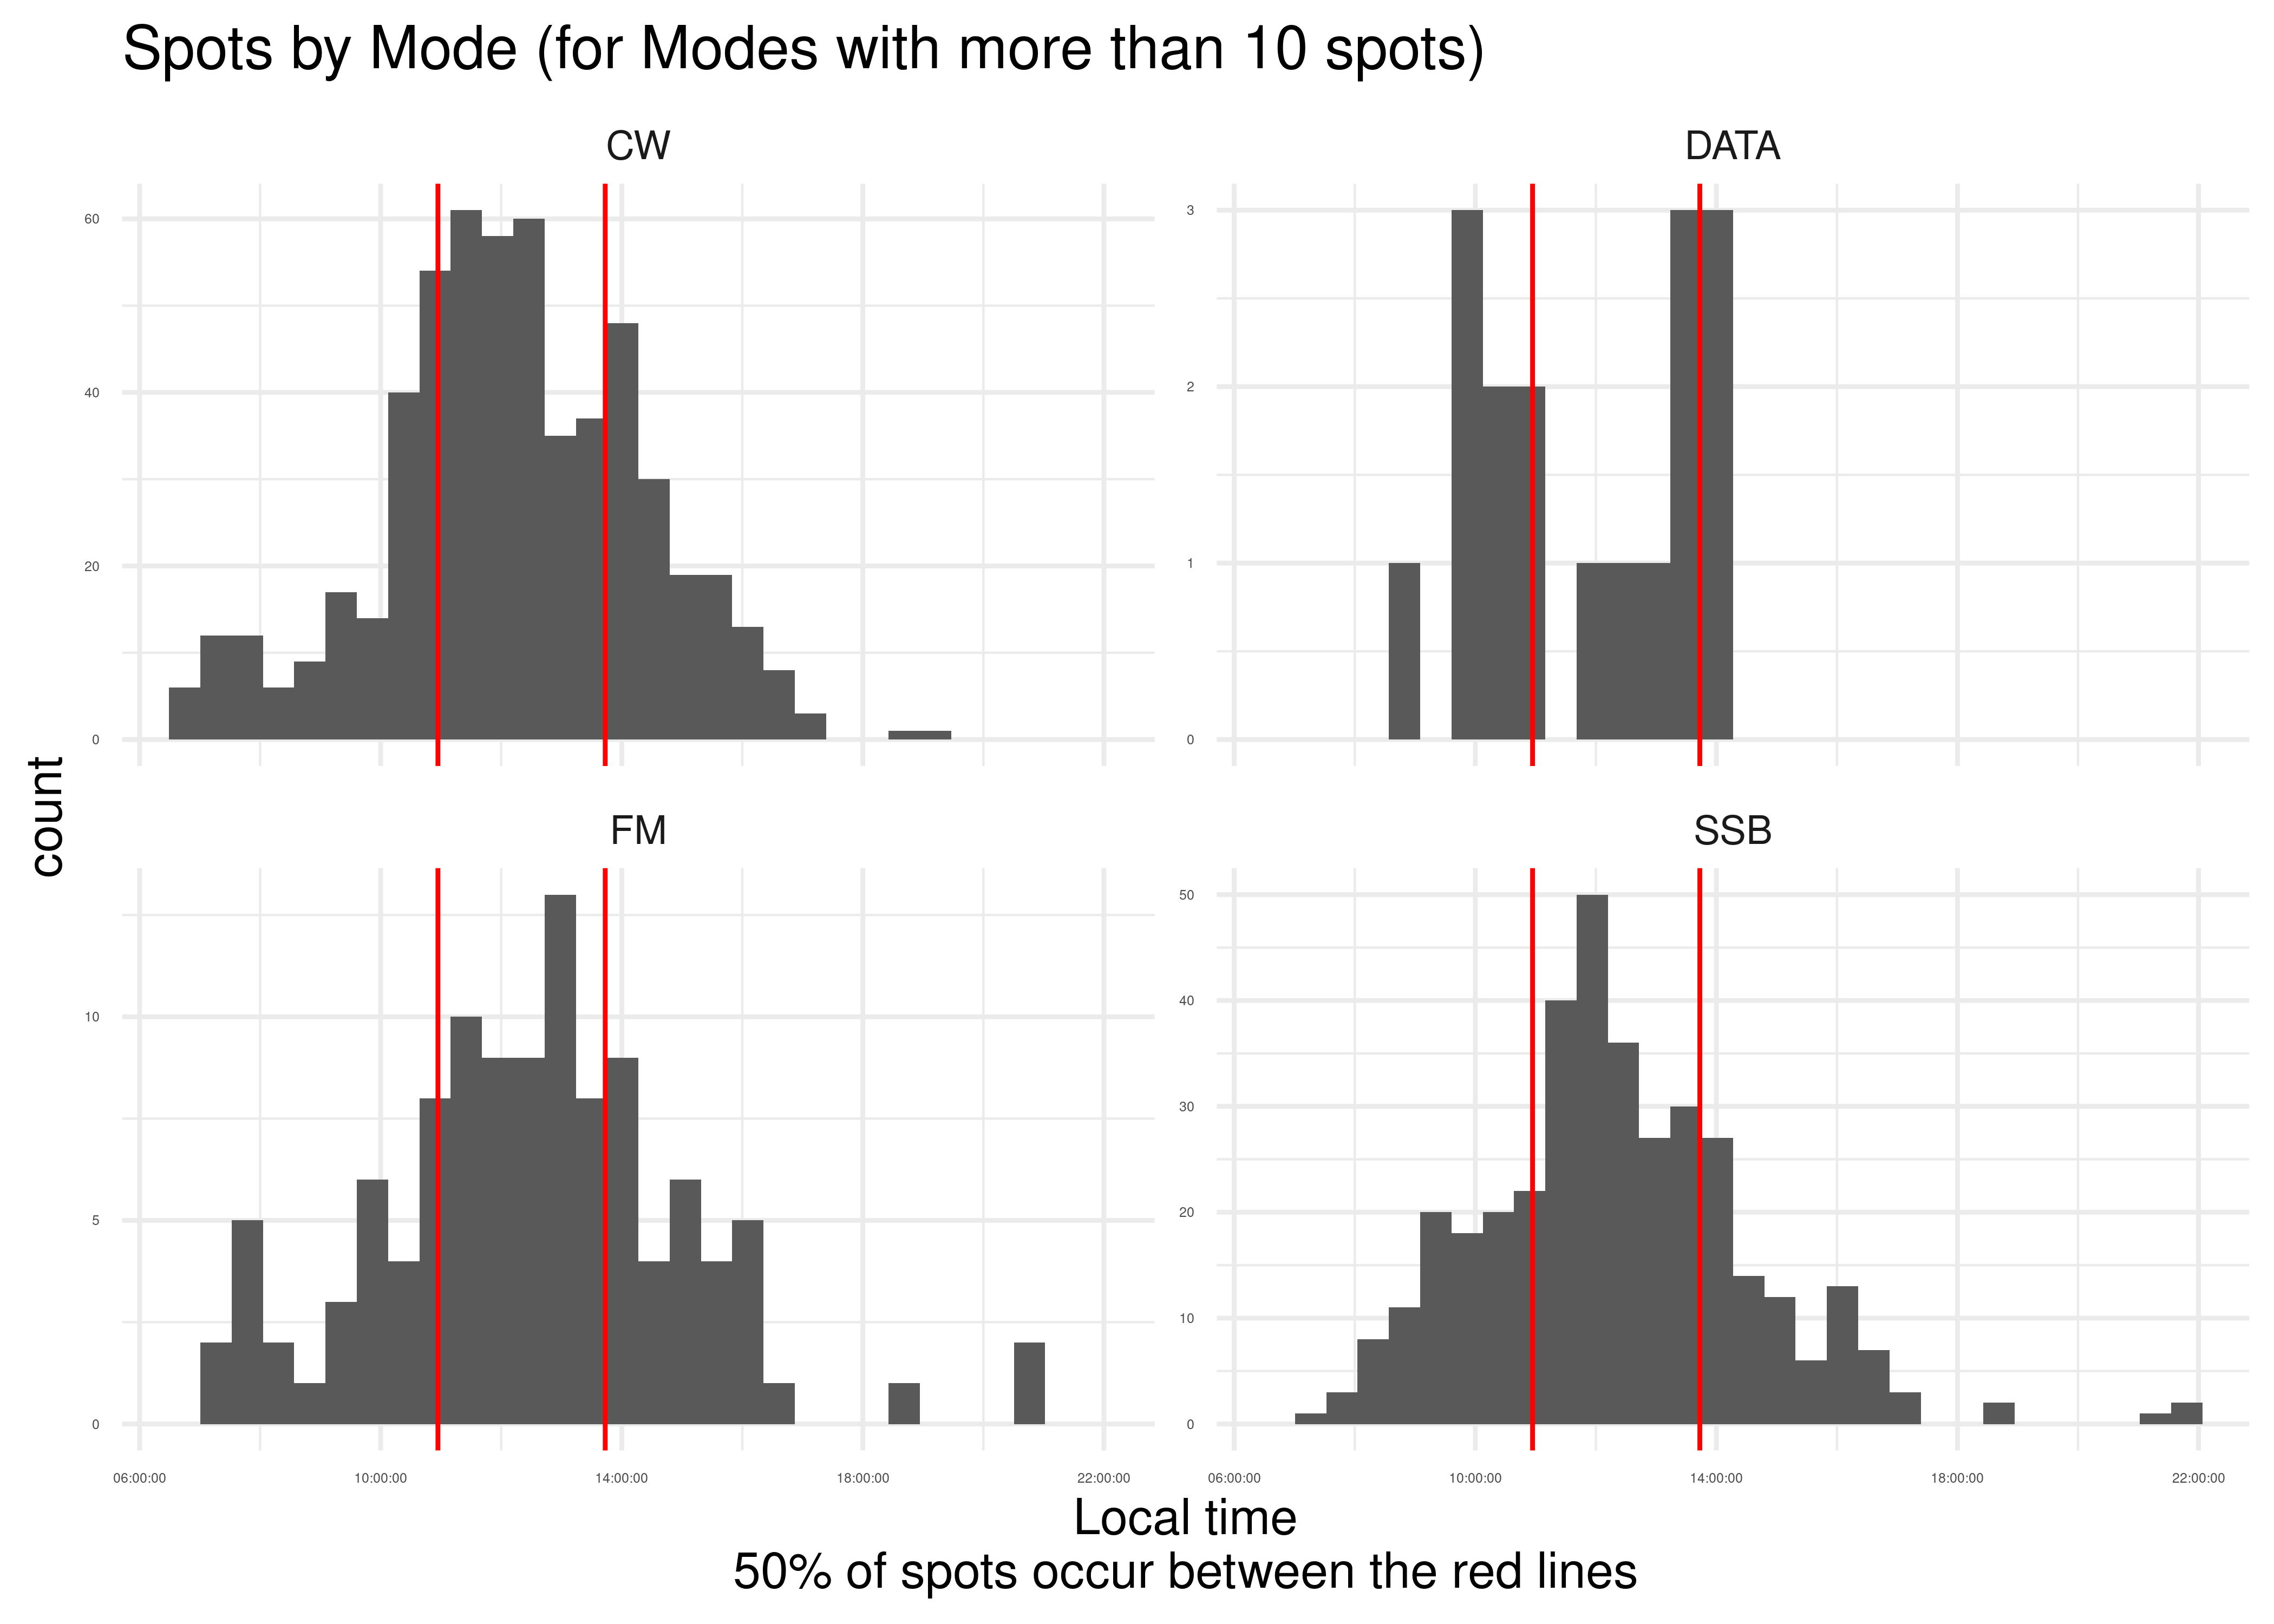 Spots by Mode (for Modes with more than 10 spots)
CW
DATA
60
40
20
0
3
2
1
0
count
FM
SSB
10
5
0
50
40
30
20
10
0
06:00:00 10:00:00 14:00:00 18:00:00 22:00:00
06:00:00 10:00:00 14:00:00 18:00:00 22:00:00
Local time
50% of spots occur between the red lines